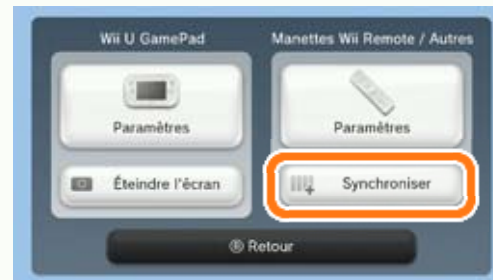 Wii U GamePad
Manettes Wii Remote / Autres
Paramètres
Paramètres
Éteindre l'écran
Synchroniser
Ⓑ Retour